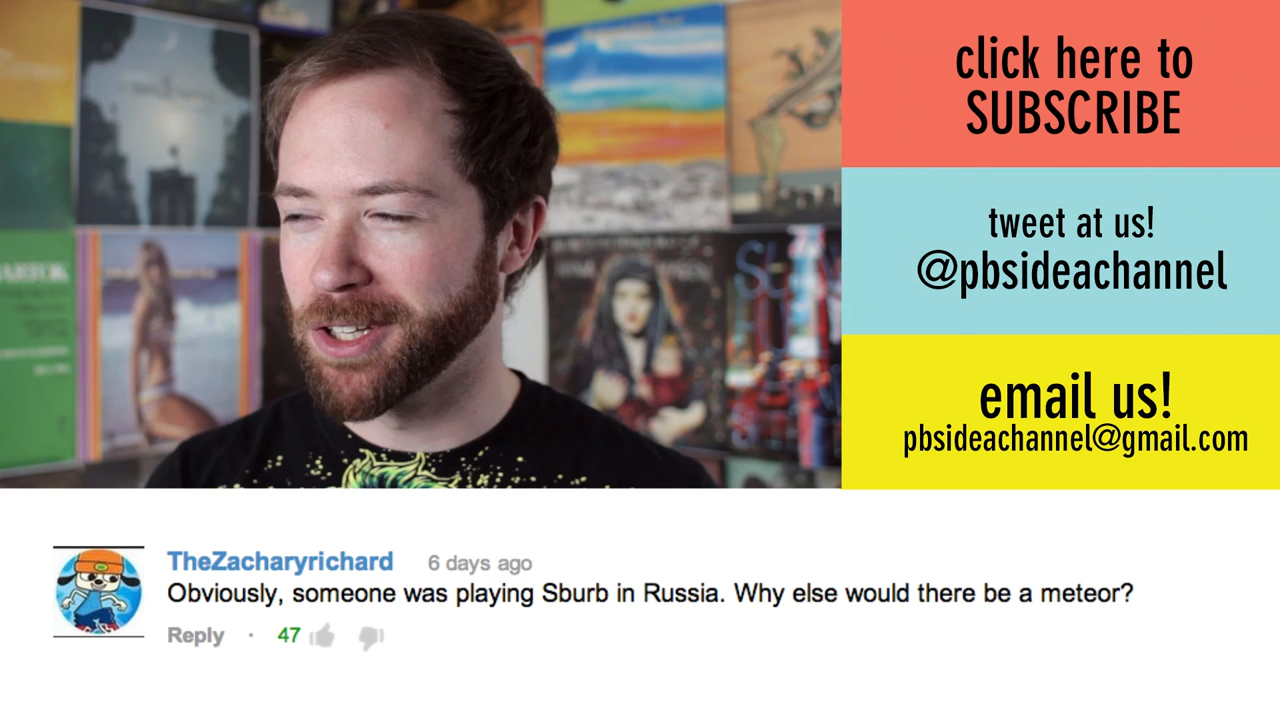 click here to
SUBSCRIBE
tweet at us!
@pbsideachannel
email us!
pbsideachannel@gmail.com
TheZacharyrichard 6 days ago
Obviously, someone was playing Sburb in Russia. Why else would there be a meteor?
Reply · 47